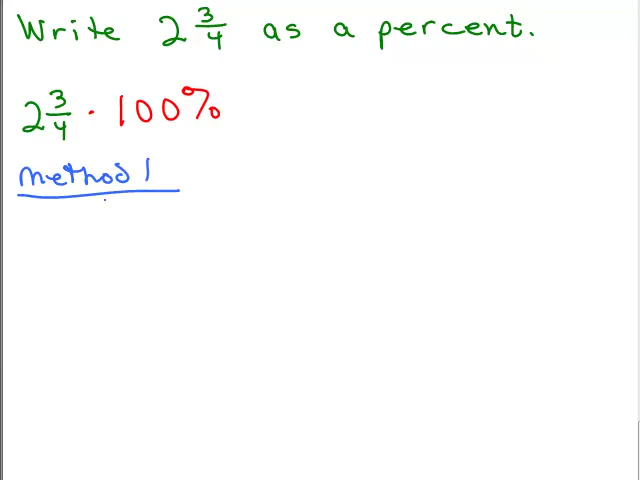 Write 2 3/4 as a percent.
2 3/4 · 100%
method 1